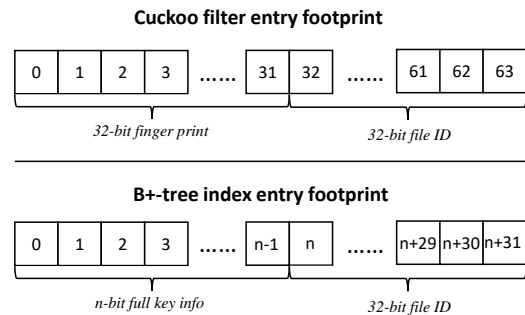 Cuckoo filter entry footprint
0 1 2 3 ...... 31 32 ...... 61 62 63
32-bit finger print 32-bit file ID
B+-tree index entry footprint
0 1 2 3 ...... n-1 n ...... n+29 n+30 n+31
n-bit full key info 32-bit file ID